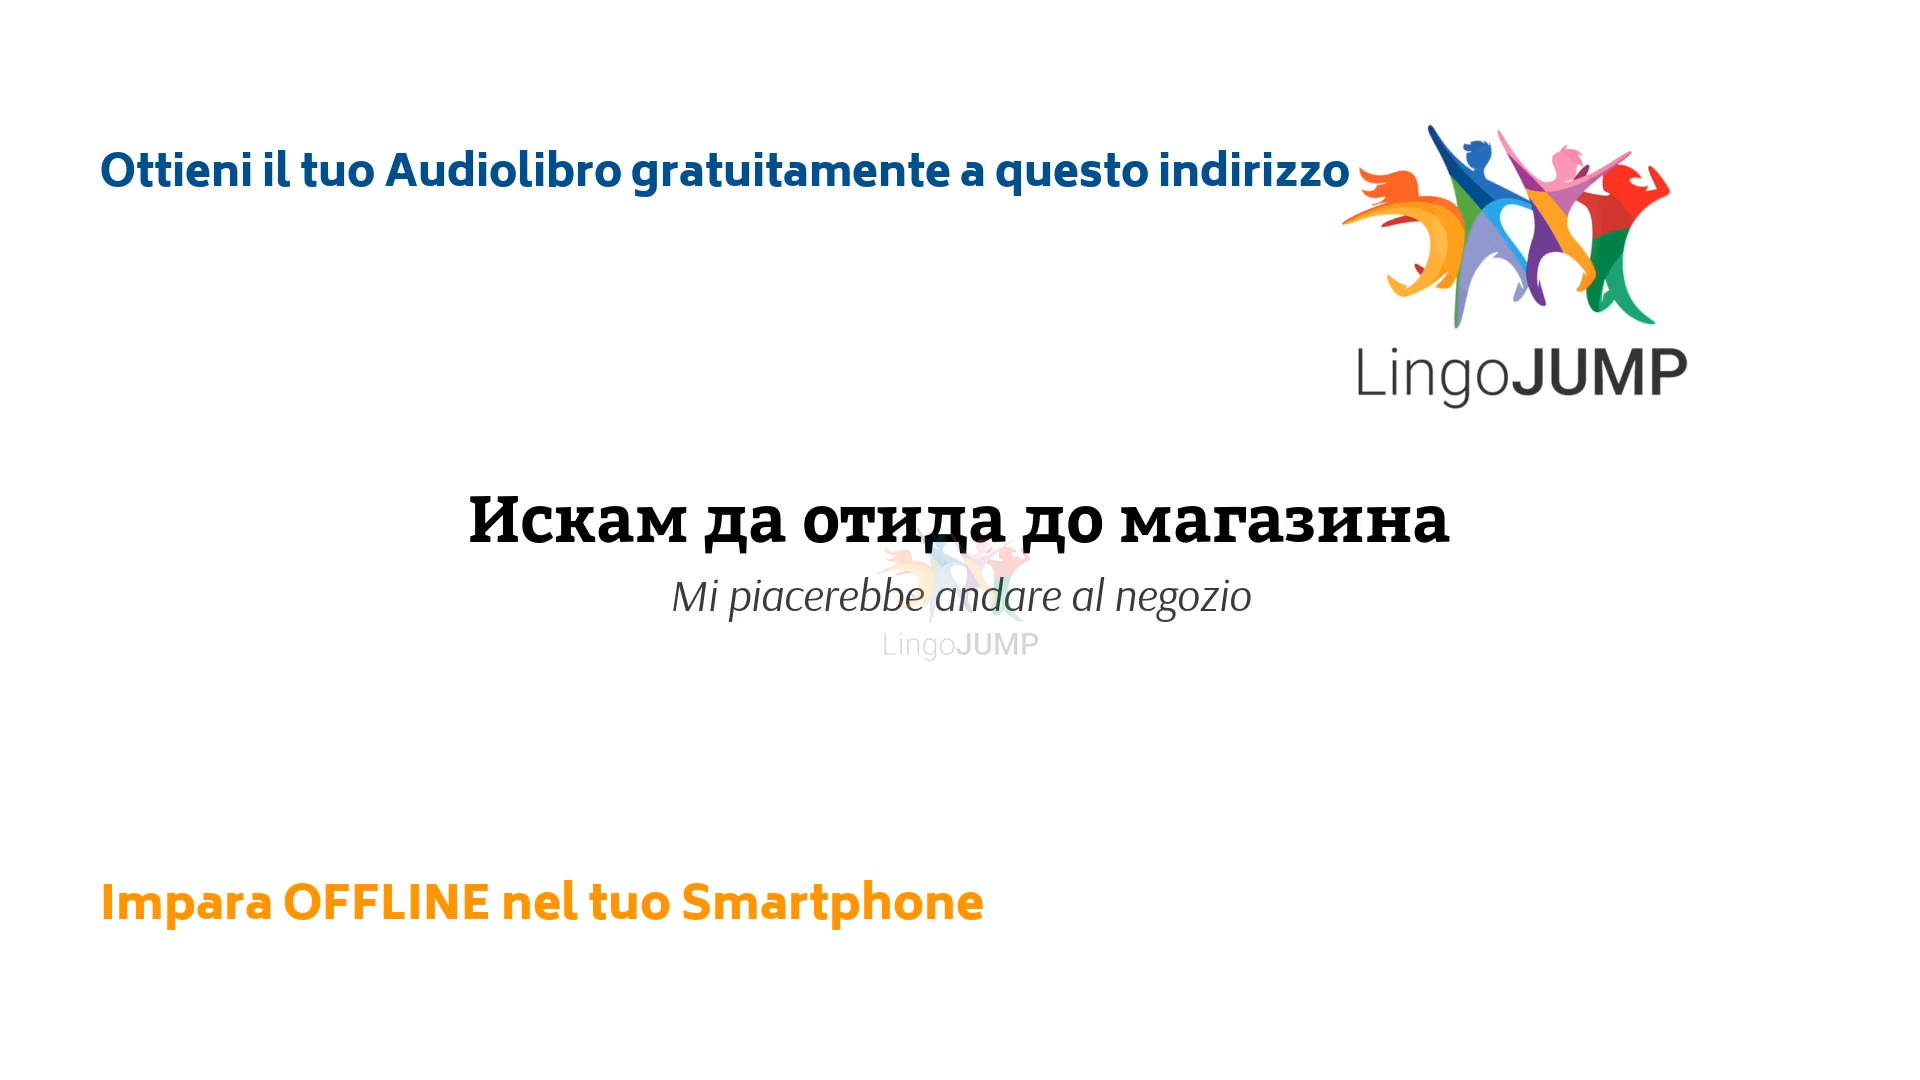 Ottieni il tuo Audiolibro gratuitamente a questo indirizzo
LingoJUMP
Искам да отида до магазина
Mi piacerebbe andare al negozio
LingoJUMP
Impara OFFLINE nel tuo Smartphone